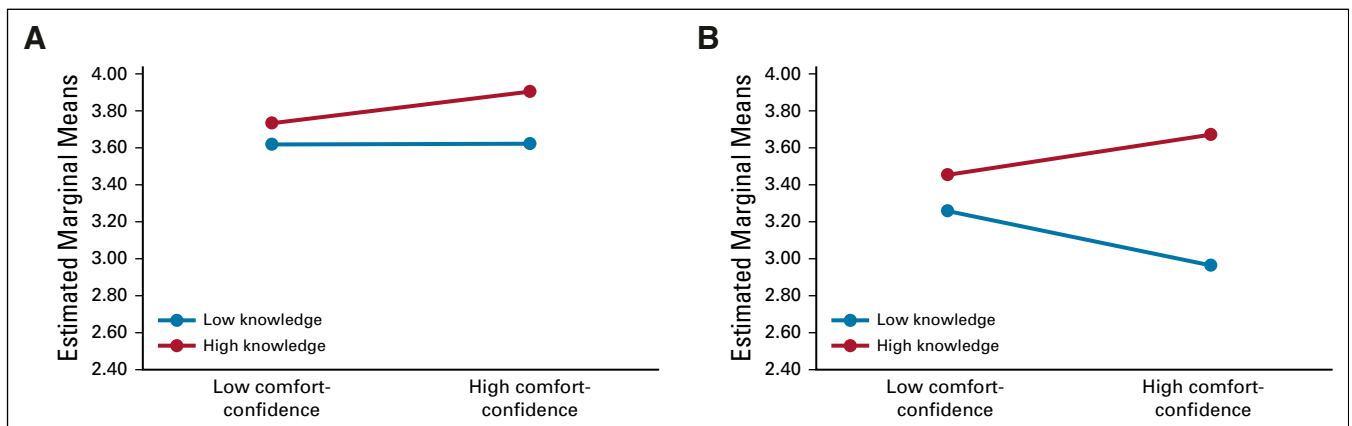 A
Estimated Marginal Means
4.00
3.80
3.60
3.40
3.20
3.00
2.80
2.60
2.40
Low knowledge
High knowledge
Low comfort-
confidence
High comfort-
confidence
B
Estimated Marginal Means
4.00
3.80
3.60
3.40
3.20
3.00
2.80
2.60
2.40
Low knowledge
High knowledge
Low comfort-
confidence
High comfort-
confidence